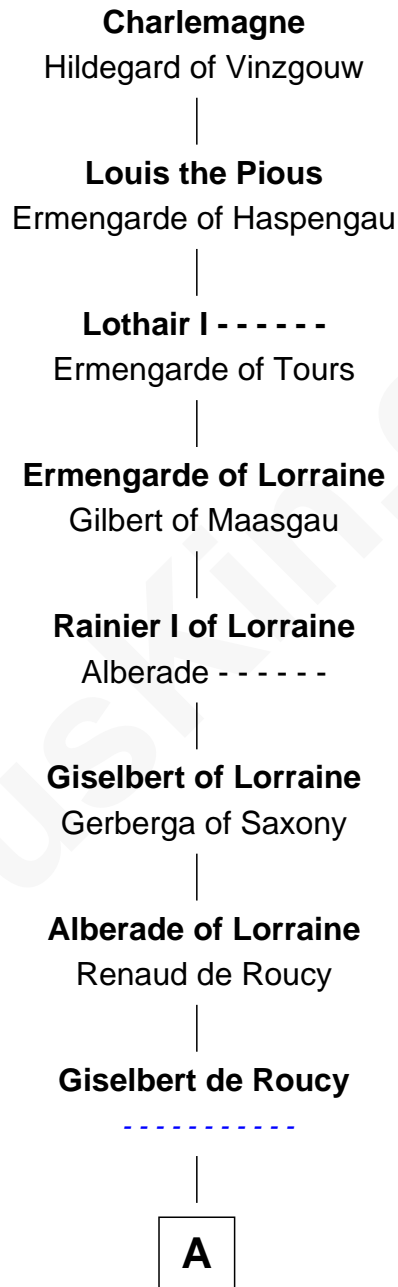 Charlemagne
Hildegard of Vinzgouw
Louis the Pious
Ermengarde of Haspengau
Lothair I - - - - - -
Ermengarde of Tours
Ermengarde of Lorraine
Gilbert of Maasgau
Rainier I of Lorraine
Alberade - - - - - -
Giselbert of Lorraine
Gerberga of Saxony
Alberade of Lorraine
Renaud de Roucy
Giselbert de Roucy
- - - - - - - - - - -
A